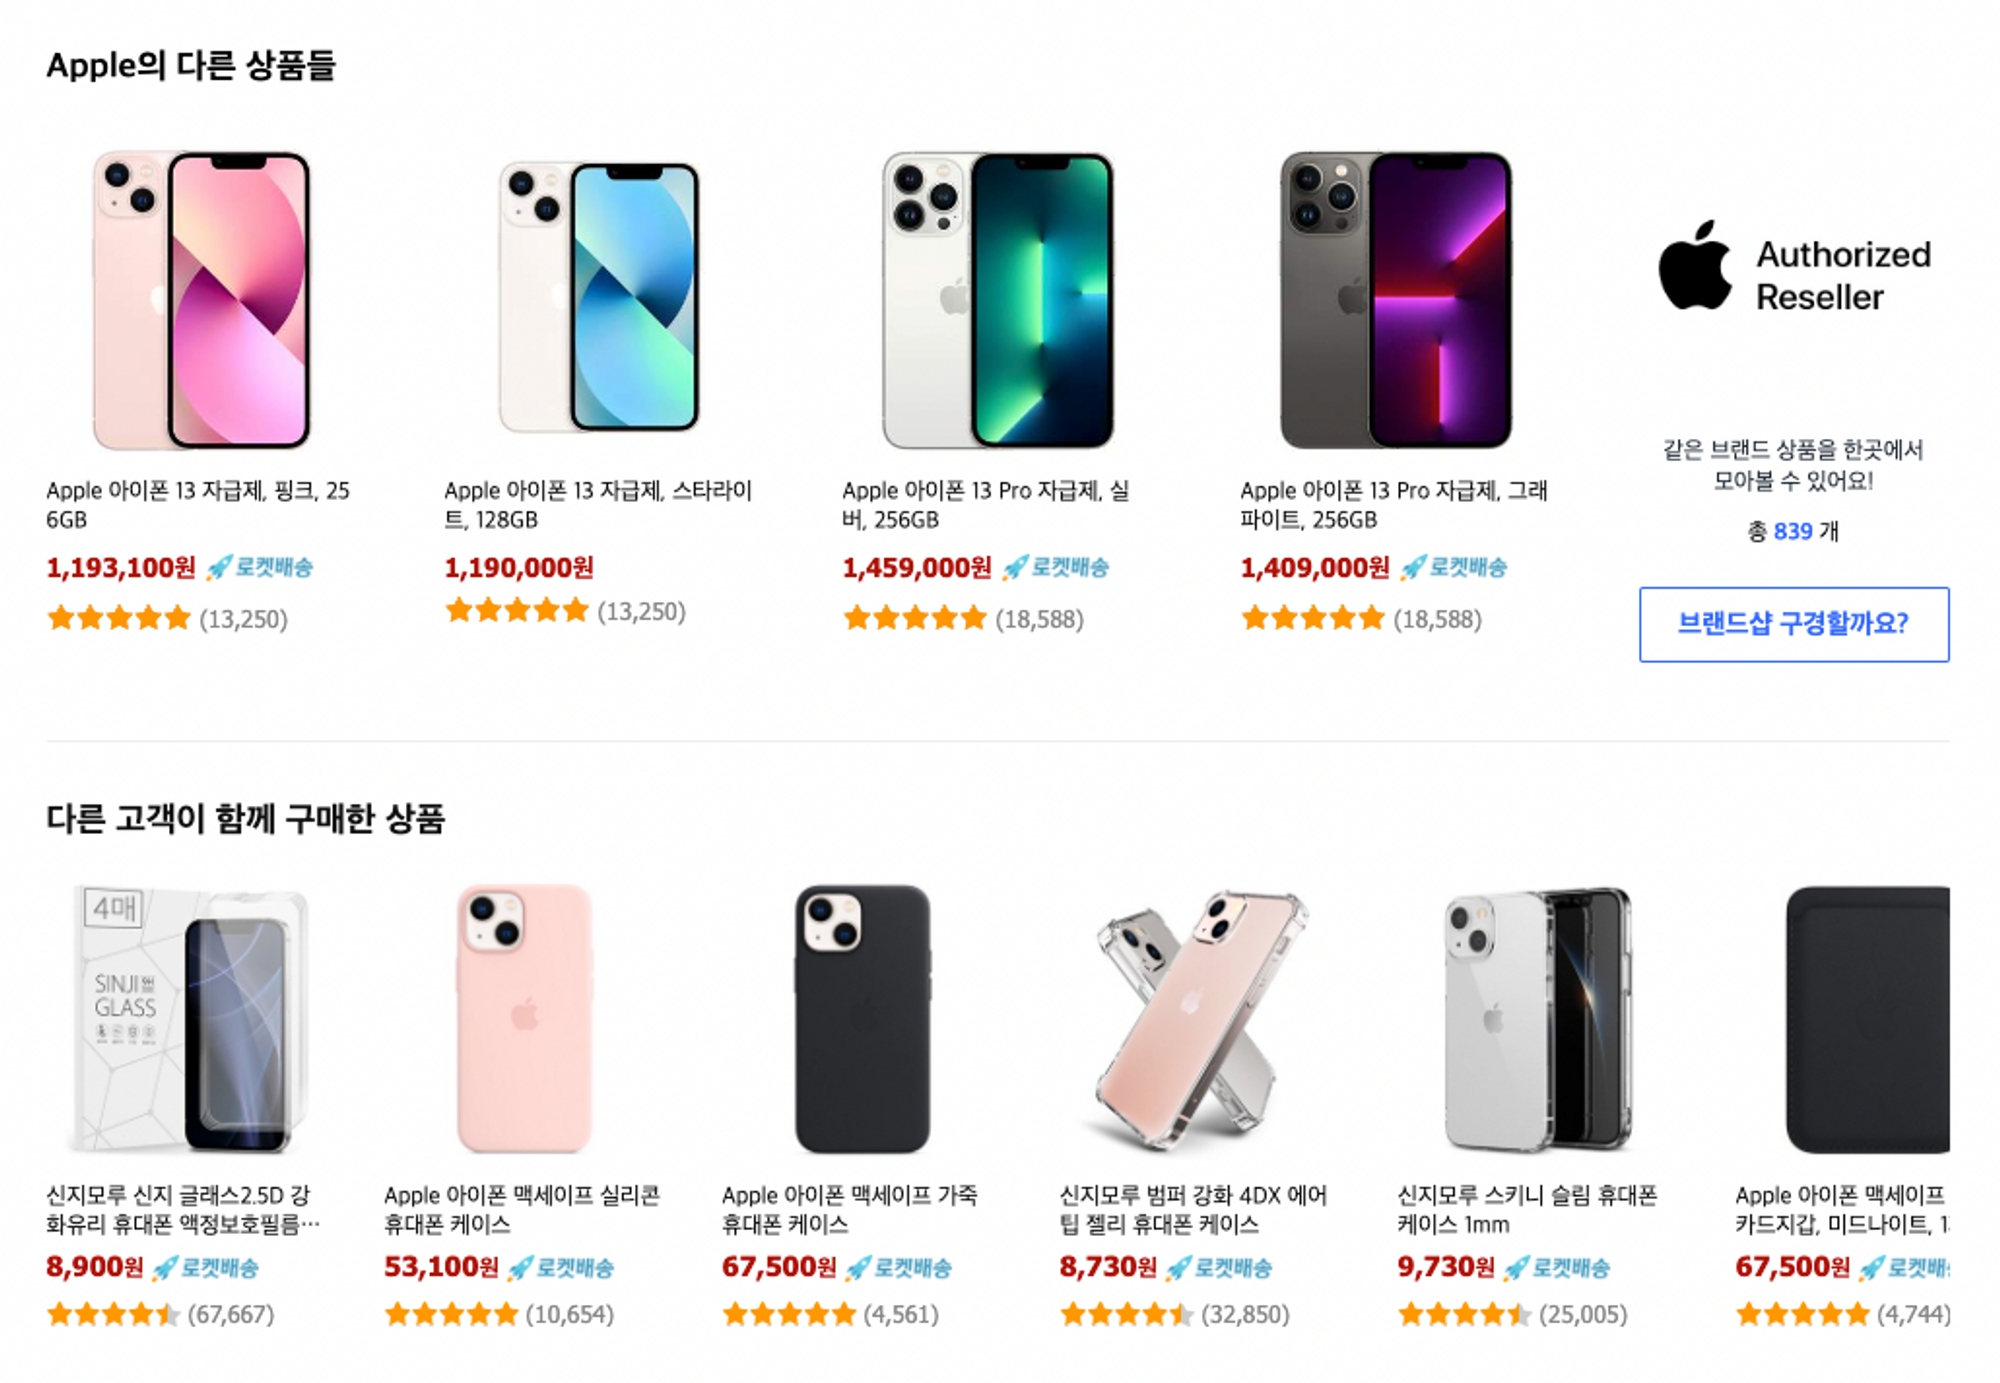 Apple의 다른 상품들
Apple 아이폰 13 자급제, 핑크, 25
6GB
1,193,100원 로켓배송
(13,250)
Apple 아이폰 13 자급제, 스타라이
트, 128GB
1,190,000원
(13,250)
Apple 아이폰 13 Pro 자급제, 실
버, 256GB
1,459,000원 로켓배송
(18,588)
Apple 아이폰 13 Pro 자급제, 그래
파이트, 256GB
1,409,000원 로켓배송
(18,588)
Authorized
Reseller
같은 브랜드 상품을 한곳에서
모아볼 수 있어요!
총 839 개
브랜드샵 구경할까요?
다른 고객이 함께 구매한 상품
4매
SINJI
GLASS
신지모루 신지 글래스2.5D 강
화유리 휴대폰 액정보호필름…
8,900원 로켓배송
(67,667)
Apple 아이폰 맥세이프 실리콘
휴대폰 케이스
53,100원 로켓배송
(10,654)
Apple 아이폰 맥세이프 가죽
휴대폰 케이스
67,500원 로켓배송
(4,561)
신지모루 범퍼 강화 4DX 에어
팁 젤리 휴대폰 케이스
8,730원 로켓배송
(32,850)
신지모루 스키니 슬림 휴대폰
케이스 1mm
9,730원 로켓배송
(25,005)
Apple 아이폰 맥세이프
카드지갑, 미드나이트,
67,500원 로켓배
(4,744)